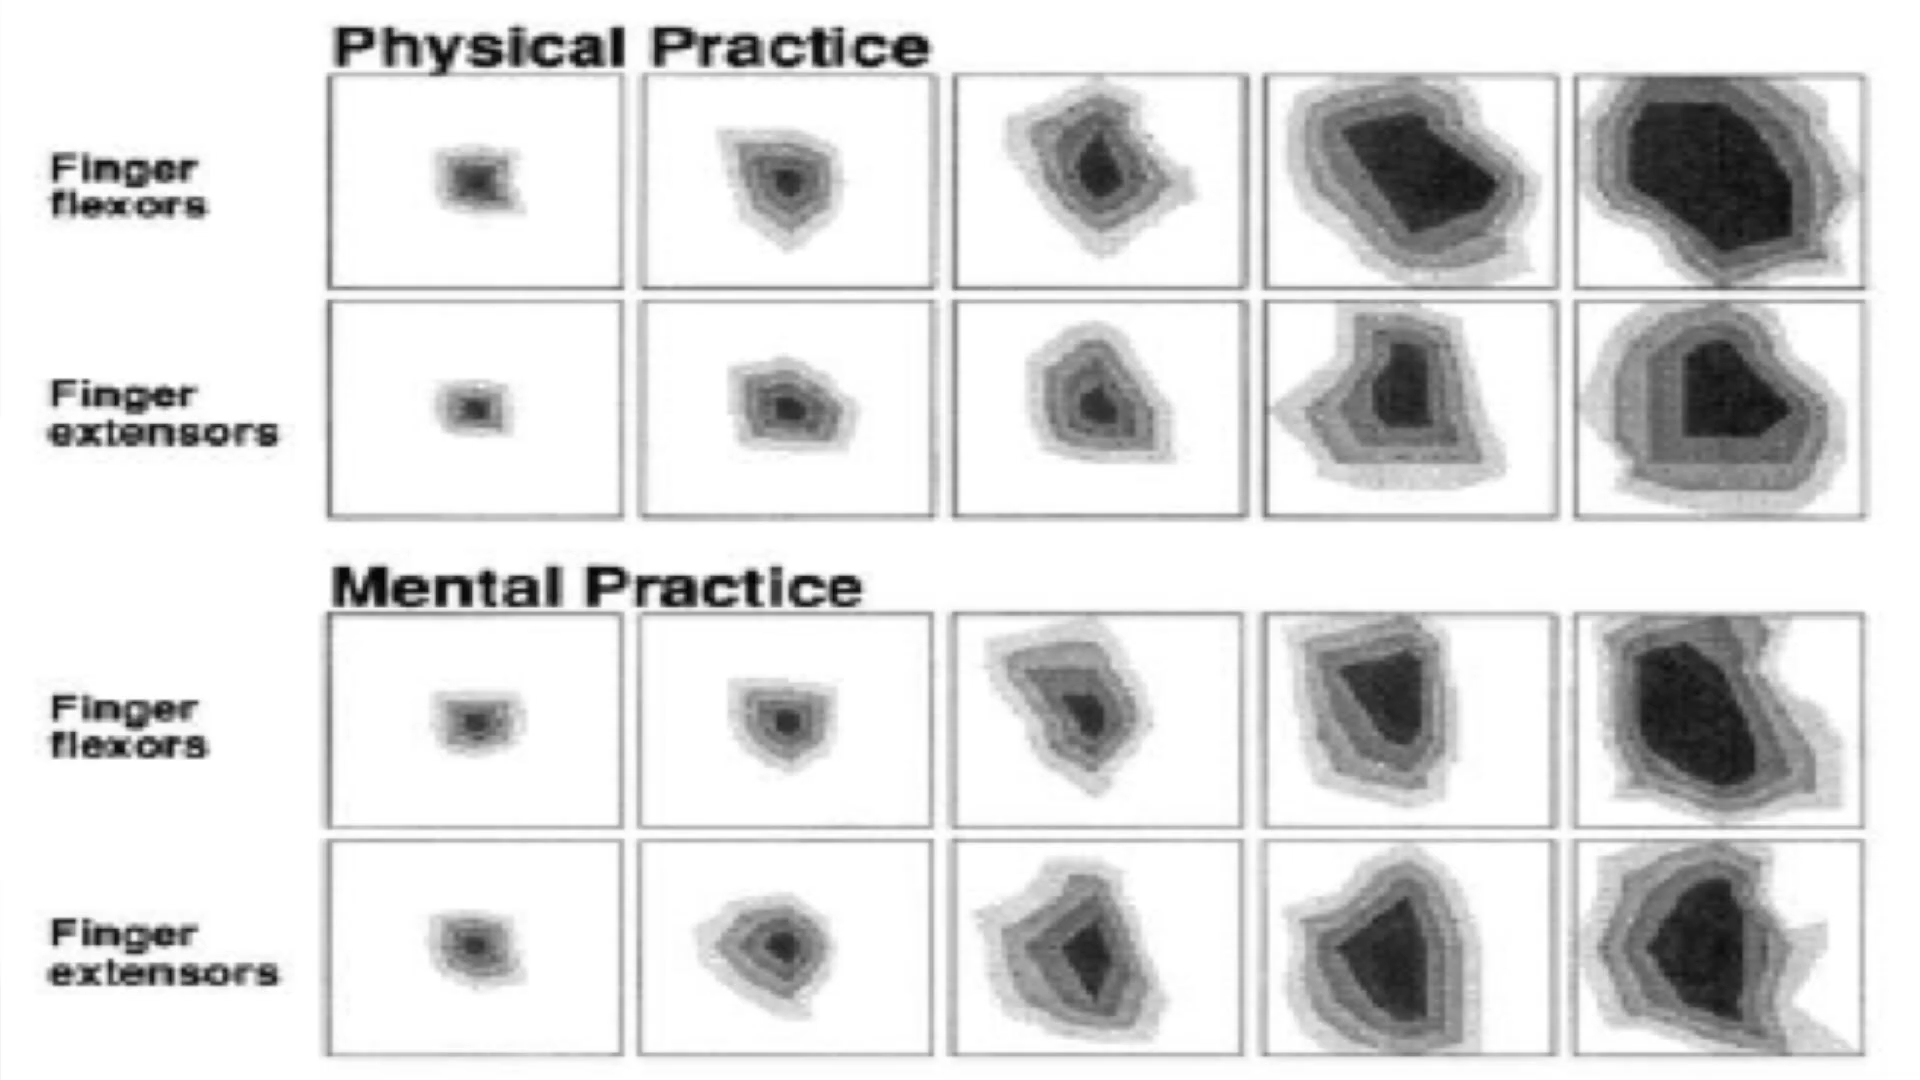 Physical Practice
Finger
flexors
Finger
extensors
Mental Practice
Finger
flexors
Finger
extensors